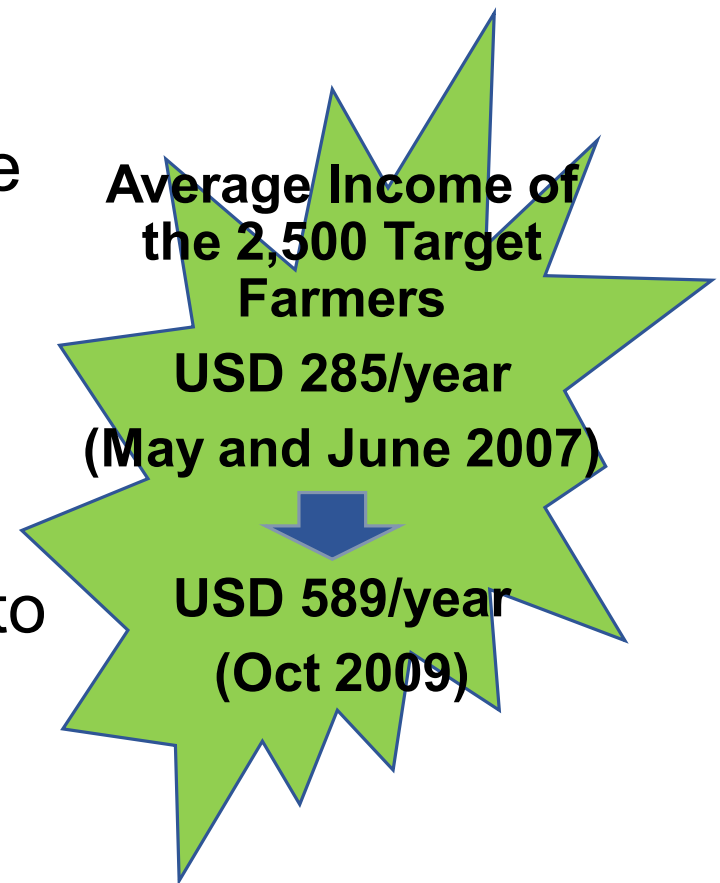 e
Average Income of
the 2,500 Target
Farmers
USD 285/year
(May and June 2007)
USD 589/year
to
(Oct 2009)